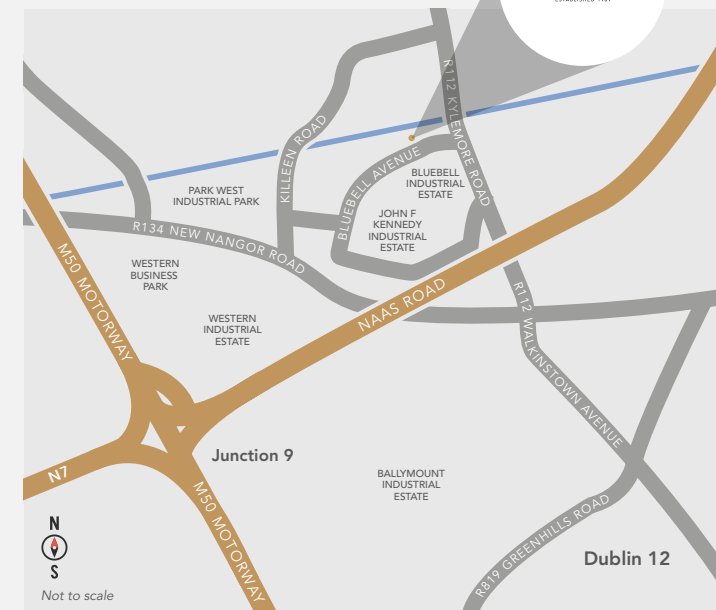 ESTABLISHED 1761
R112 KYLEMORE ROAD
KILLEEN ROAD
BLUEBELL AVENUE
BLUEBELL
INDUSTRIAL
ESTATE
PARK WEST
INDUSTRIAL PARK
JOHN F
KENNEDY
INDUSTRIAL
ESTATE
R134 NEW NANGOR ROAD
M50 MOTORWAY
WESTERN
BUSINESS
PARK
NAAS ROAD
R112 WALKINSTOWN AVENUE
WESTERN
INDUSTRIAL
ESTATE
Junction 9
N7
BALLYMOUNT
INDUSTRIAL
ESTATE
M50 MOTORWAY
R819 GREENHILLS ROAD
N
S
Dublin 12
Not to scale